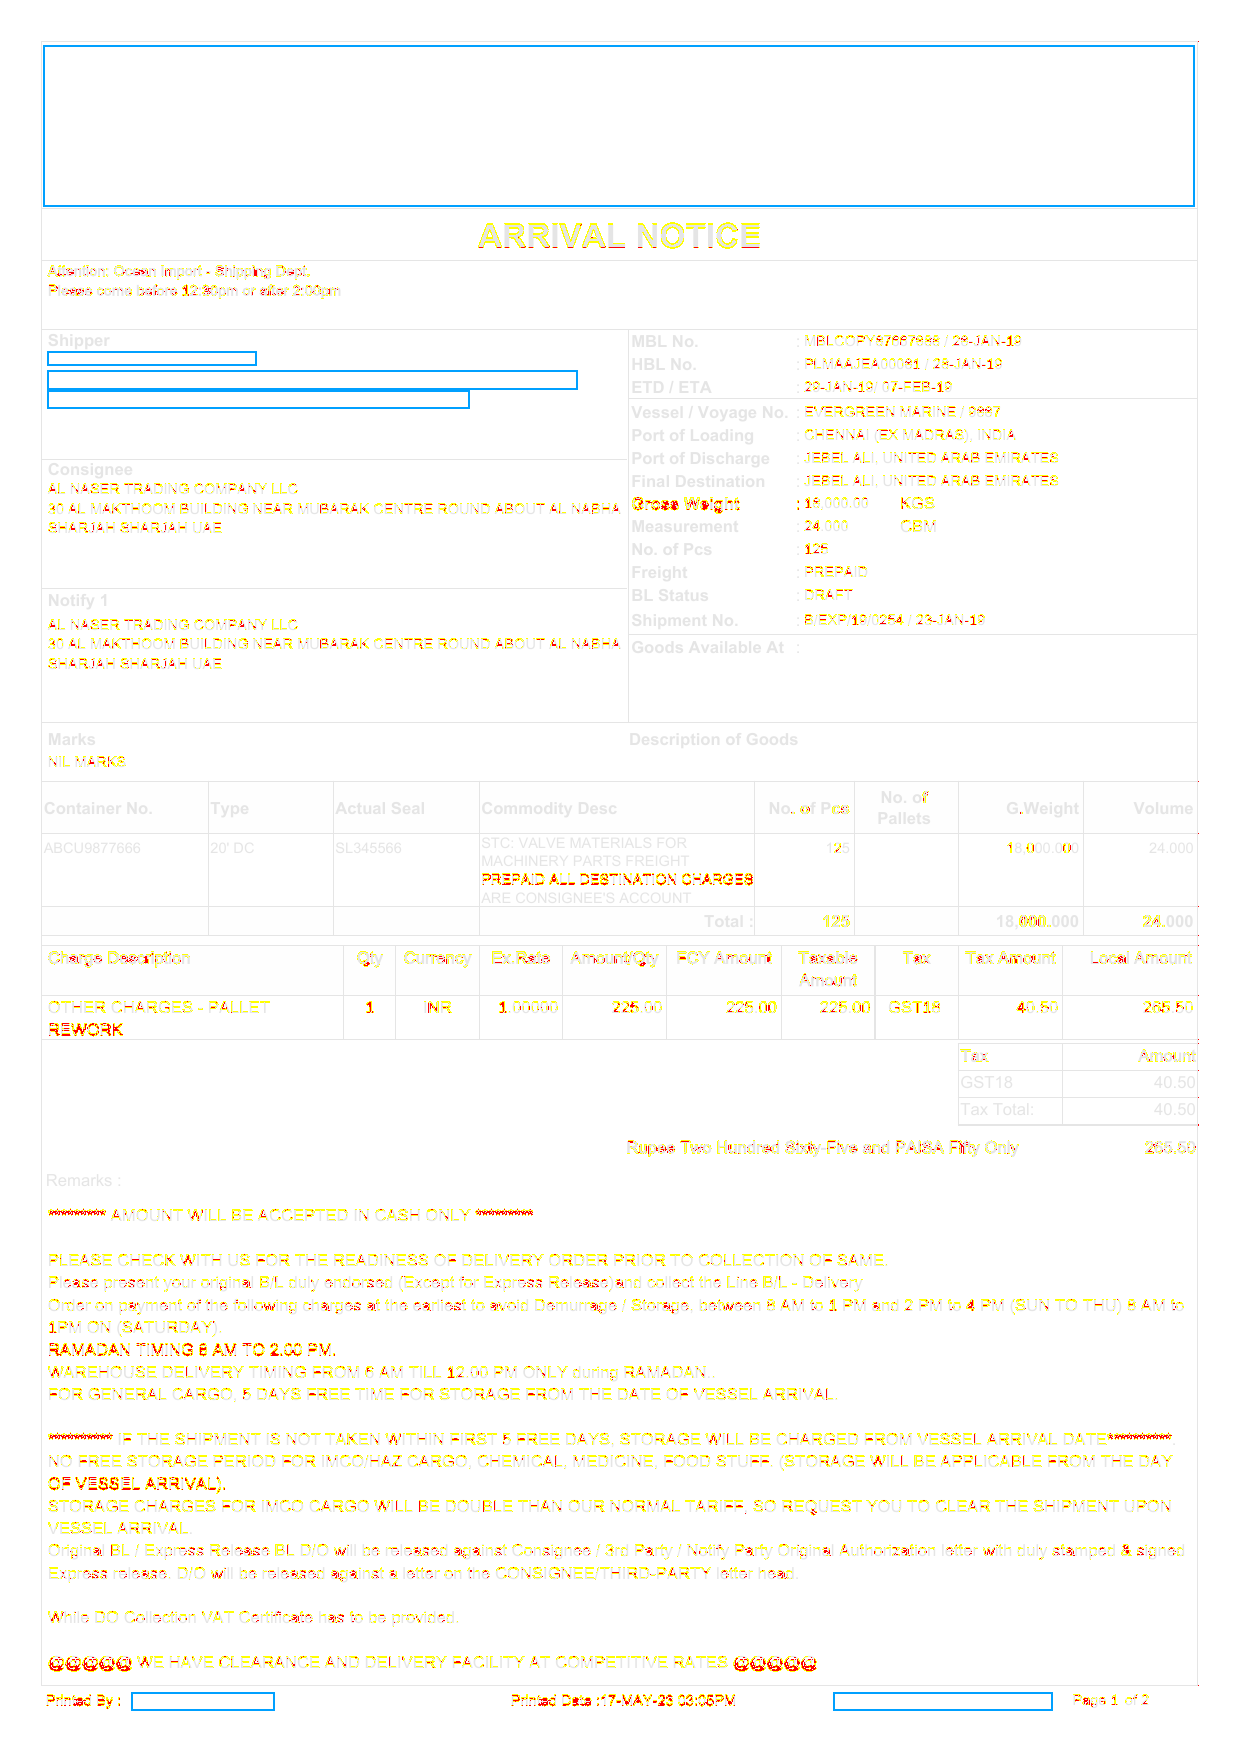 ARRIVAL NOTICE
Attention: Ocean Import - Shipping Dept.
Please come before 12:30pm or after 2:00pm
Shipper
MBL No. : MBLCOPY67667988 / 26-JAN-19
HBL No. : PLMAAJEA00081 / 28-JAN-19
ETD / ETA : 29-JAN-19/ 07-FEB-19
Vessel / Voyage No. : EVERGREEN MARINE / 9887
Port of Loading : CHENNAI (EX MADRAS), INDIA
Port of Discharge : JEBEL ALI, UNITED ARAB EMIRATES
Final Destination : JEBEL ALI, UNITED ARAB EMIRATES
Gross Weight : 18,000.00 KGS
Measurement : 24.000 CBM
No. of Pcs : 125
Freight : PREPAID
BL Status : DRAFT
Shipment No. : S/EXP/19/0254 / 23-JAN-19
Goods Available At :
Consignee
AL NASER TRADING COMPANY LLC
30 AL MAKTHOOM BUILDING NEAR MUBARAK CENTRE ROUND ABOUT AL NABHA
SHARJAH SHARJAH UAE
Notify 1
AL NASER TRADING COMPANY LLC
30 AL MAKTHOOM BUILDING NEAR MUBARAK CENTRE ROUND ABOUT AL NABHA
SHARJAH SHARJAH UAE
Marks Description of Goods
NIL MARKS
Container No. Type Actual Seal Commodity Desc No. of Pcs No. of Pallets G.Weight Volume
ABCU9877666 20' DC SL345566 STC: VALVE MATERIALS FOR 125 18,000.000 24.000
MACHINERY PARTS FREIGHT
PREPAID ALL DESTINATION CHARGES
ARE CONSIGNEE'S ACCOUNT
Total : 125 18,000.000 24.000
Charge Description Qty Currency Ex.Rate Amount/Qty FCY Amount Taxable Amount Tax Tax Amount Local Amount
OTHER CHARGES - PALLET 1 INR 1.00000 225.00 225.00 225.00 GST18 40.50 265.50
REWORK
Tax Amount
GST18 40.50
Tax Total: 40.50
Rupee Two Hundred Sixty-Five and PAISA Fifty Only 265.50
Remarks :
******** AMOUNT WILL BE ACCEPTED IN CASH ONLY ********
PLEASE CHECK WITH US FOR THE READINESS OF DELIVERY ORDER PRIOR TO COLLECTION OF SAME.
Please present your original B/L duly endorsed (Except for Express Release)and collect the Line B/L - Delivery
Order on payment of the following charges at the earliest to avoid Demurrage / Storage, between 8 AM to 1 PM and 2 PM to 4 PM (SUN TO THU) 8 AM to
1PM ON (SATURDAY).
RAMADAN TIMING 8 AM TO 2.00 PM.
WAREHOUSE DELIVERY TIMING FROM 8 AM TILL 12.00 PM ONLY during RAMADAN..
FOR GENERAL CARGO, 5 DAYS FREE TIME FOR STORAGE FROM THE DATE OF VESSEL ARRIVAL.
********* IF THE SHIPMENT IS NOT TAKEN WITHIN FIRST 5 FREE DAYS, STORAGE WILL BE CHARGED FROM VESSEL ARRIVAL DATE*********
NO FREE STORAGE PERIOD FOR IMCO/HAZ CARGO, CHEMICAL, MEDICINE, FOOD STUFF. (STORAGE WILL BE APPLICABLE FROM THE DAY
OF VESSEL ARRIVAL).
STORAGE CHARGES FOR IMCO CARGO WILL BE DOUBLE THAN OUR NORMAL TARIFF, SO REQUEST YOU TO CLEAR THE SHIPMENT UPON
VESSEL ARRIVAL.
Original BL / Express Release BL D/O will be released against Consignee / 3rd Party / Notify Party Original Authorization letter with duly stamped & signed
Express release. D/O will be released against a letter on the CONSIGNEE/THIRD-PARTY letter head.
While DO Collection VAT Certificate has to be provided.
@@@@@ WE HAVE CLEARANCE AND DELIVERY FACILITY AT COMPETITIVE RATES @@@@@
Printed By : Printed Date :17-MAY-23 03:05PM Page 1 of 2